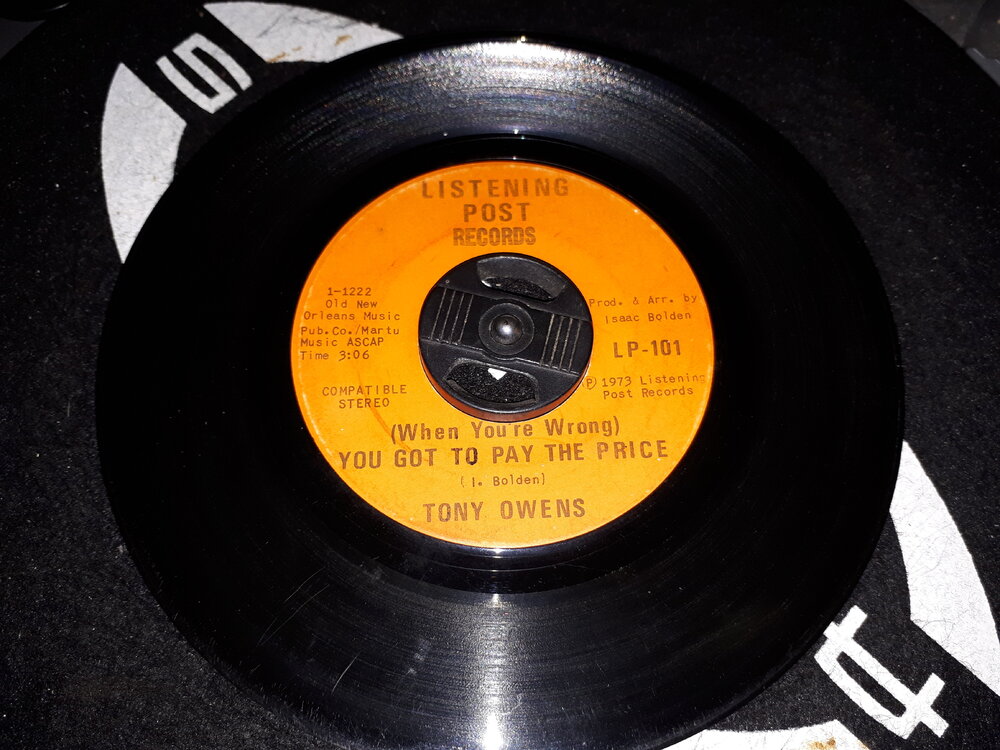 LISTENING
POST
RECORDS
1-1222
Old New
Orleans Music
Pub.Co./Martu
Music ASCAP
Time 3:06
COMPATIBLE
STEREO
Prod. & Arr. by
Isaac Bolden
LP-101
Ⓟ 1973 Listening
Post Records
(When You're Wrong)
YOU GOT TO PAY THE PRICE
(I. Bolden)
TONY OWENS